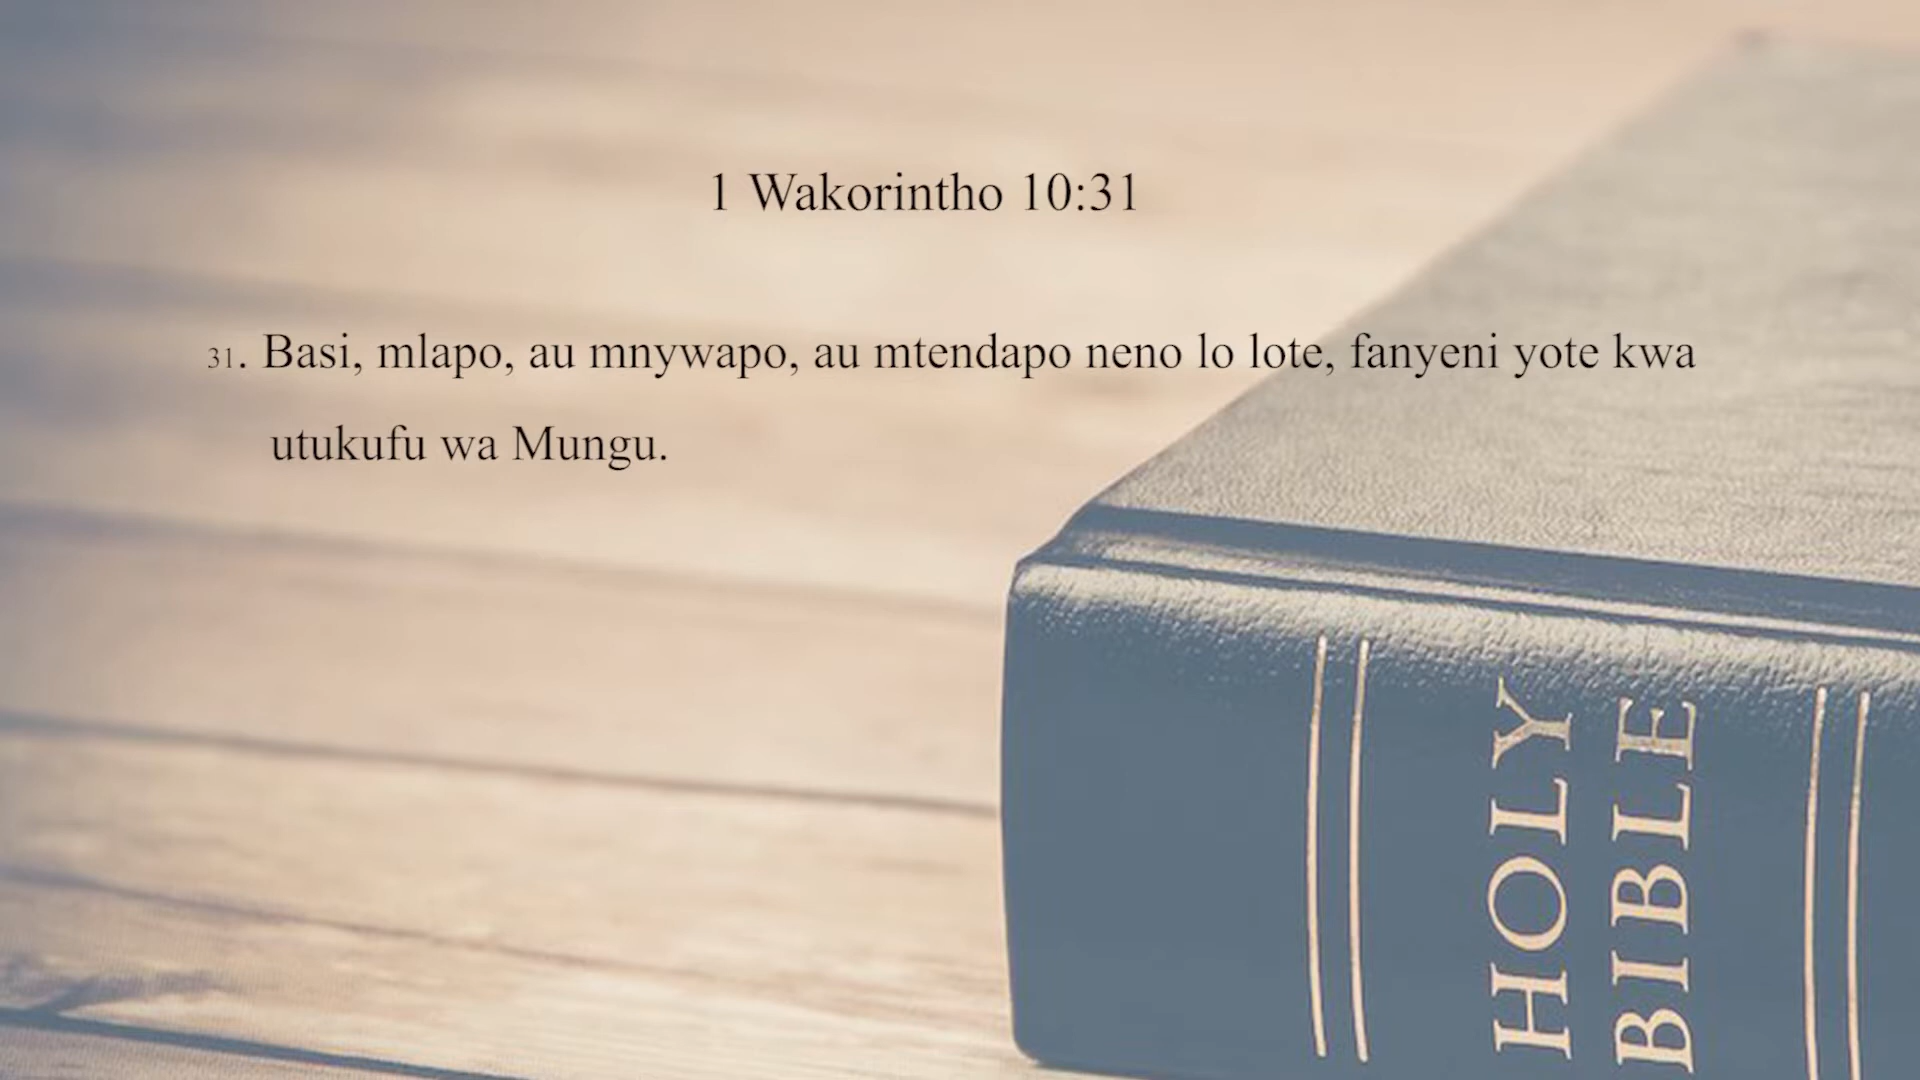 1 Wakorintho 10:31
31. Basi, mlapo, au mnywapo, au mtendapo neno lo lote, fanyeni yote kwa
utukufu wa Mungu.
HOLY
BIBLE